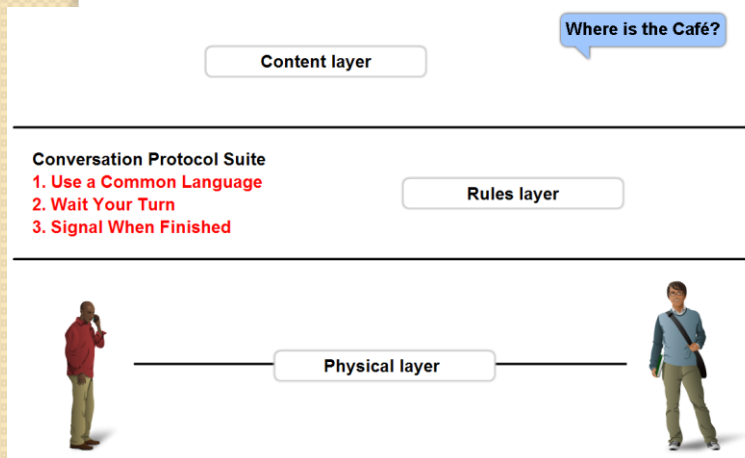 Where is the Café?
Content layer
Conversation Protocol Suite
1. Use a Common Language
2. Wait Your Turn
3. Signal When Finished
Rules layer
Physical layer